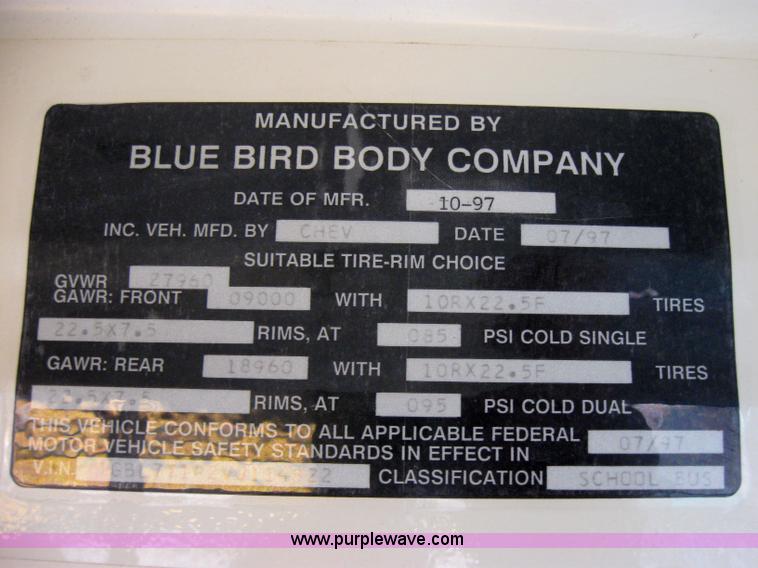 MANUFACTURED BY
BLUE BIRD BODY COMPANY
DATE OF MFR. 10-97
INC. VEH. MFD. BY CHEV DATE 07/97
SUITABLE TIRE-RIM CHOICE
GVWR 27960
GAWR: FRONT 09000 WITH 10RX22.5F TIRES
22.5X7.5 RIMS, AT 085 PSI COLD SINGLE
GAWR: REAR 18960 WITH 10RX22.5F TIRES
22.5X7.5 RIMS, AT 095 PSI COLD DUAL
THIS VEHICLE CONFORMS TO ALL APPLICABLE FEDERAL 07/97
MOTOR VEHICLE SAFETY STANDARDS IN EFFECT IN
V.I.N. CLASSIFICATION SCHOOL BUS
www.purplewave.com